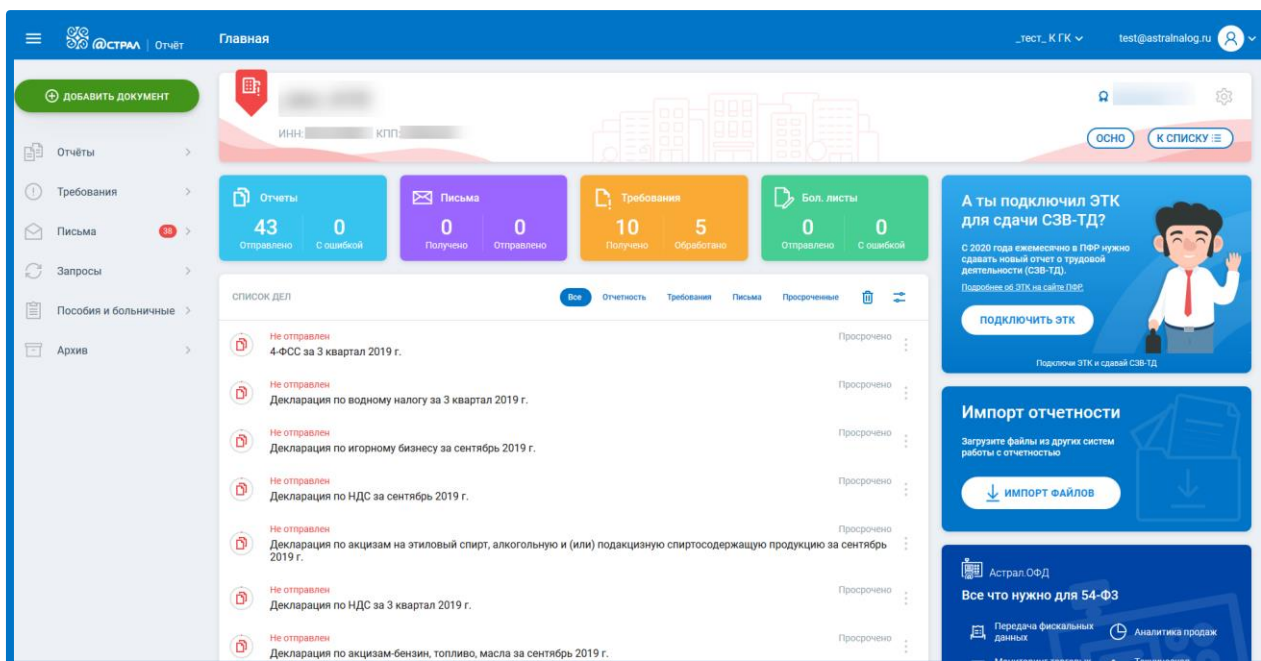 @СТРАЛ | Отчёт
Главная
_тест_ К ГК
test@astralnalog.ru
ДОБАВИТЬ ДОКУМЕНТ
Отчёты
Требования
Письма 38
Запросы
Пособия и больничные
Архив
ИНН: КПП:
ОСНО
К СПИСКУ
Отчеты
43 0
Отправлено С ошибкой
Письма
0 0
Получено Отправлено
Требования
10 5
Получено Обработано
Бол. листы
0 0
Отправлено С ошибкой
СПИСОК ДЕЛ
Все Отчетность Требования Письма Просроченные
Не отправлен Просрочено
4-ФСС за 3 квартал 2019 г.
Не отправлен Просрочено
Декларация по водному налогу за 3 квартал 2019 г.
Не отправлен Просрочено
Декларация по игорному бизнесу за сентябрь 2019 г.
Не отправлен Просрочено
Декларация по НДС за сентябрь 2019 г.
Не отправлен Просрочено
Декларация по акцизам на этиловый спирт, алкогольную и (или) подакцизную спиртосодержащую продукцию за сентябрь
2019 г.
Не отправлен Просрочено
Декларация по НДС за 3 квартал 2019 г.
Не отправлен Просрочено
Декларация по акцизам-бензин, топливо, масла за сентябрь 2019 г.
А ты подключил ЭТК
для сдачи СЗВ-ТД?
С 2020 года ежемесячно в ПФР нужно
сдавать новый отчет о трудовой
деятельности (СЗВ-ТД).
Подробнее об ЭТК на сайте ПФР.
ПОДКЛЮЧИТЬ ЭТК
Подключи ЭТК и сдавай СЗВ-ТД
Импорт отчетности
Загрузите файлы из других систем
работы с отчетностью
ИМПОРТ ФАЙЛОВ
Астрал.ОФД
Все что нужно для 54-ФЗ
Передача фискальных
данных
Аналитика продаж